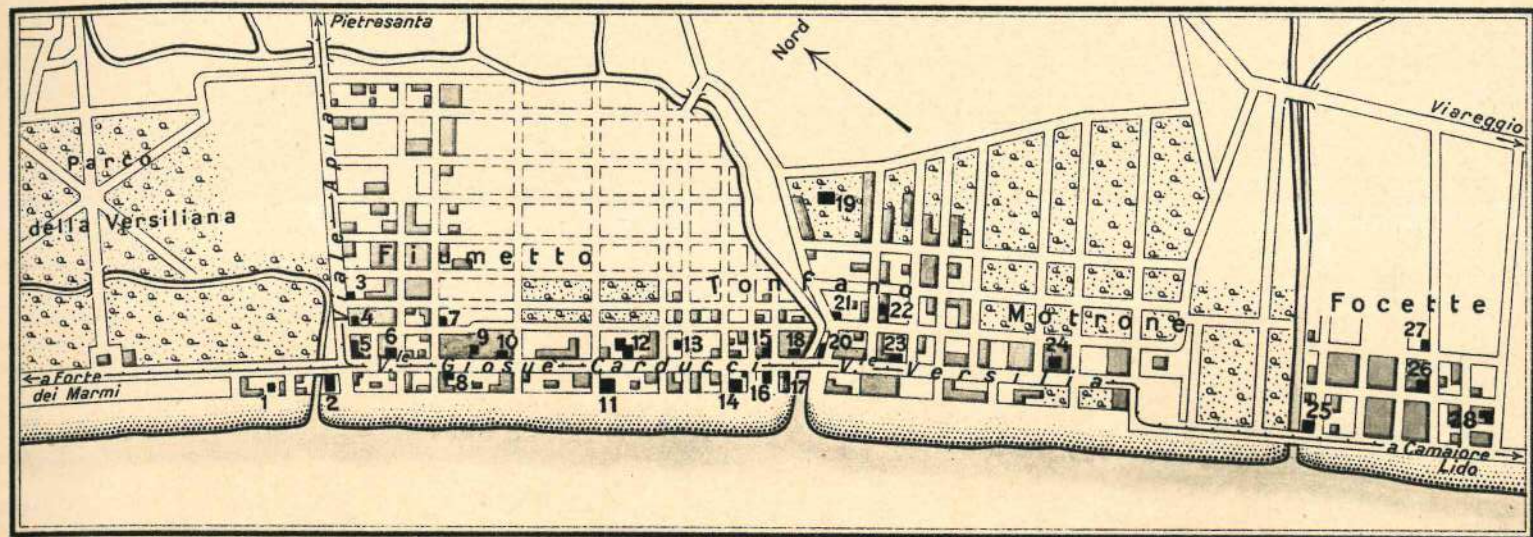 Pietrasanta
Nord
Viareggio
Parco
della Versiliana
Viale Apua
Fiumetto
Tonfano
Motrone
Focette
V.le Giosuè Carducci
V.le Versilia
a Forte
dei Marmi
a Camaiore
Lido
1
2
3
4
5
6
7
8
9
10
11
12
13
14
15
16
17
18
19
20
21
22
23
24
25
26
27
28